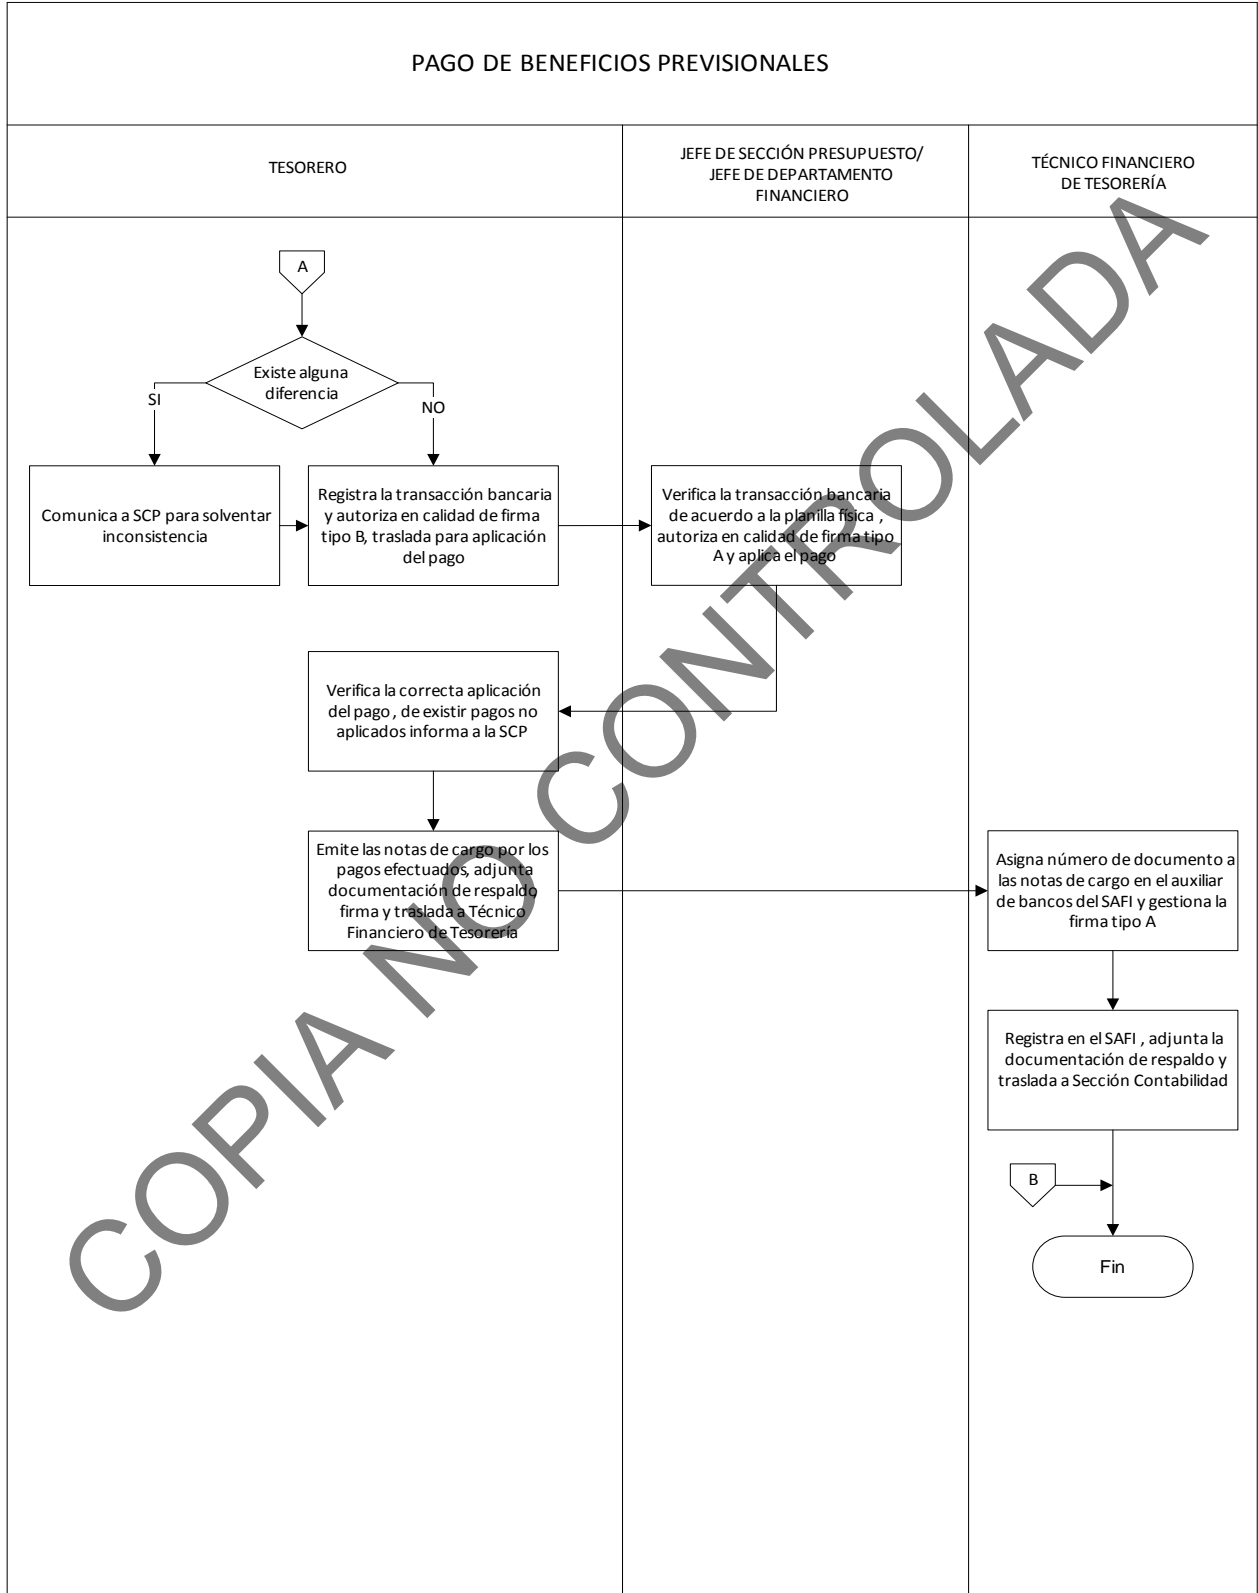 PAGO DE BENEFICIOS PREVISIONALES
TESORERO
JEFE DE SECCIÓN PRESUPUESTO/
JEFE DE DEPARTAMENTO
FINANCIERO
TÉCNICO FINANCIERO
DE TESORERÍA
A
Existe alguna
diferencia
SI
NO
Comunica a SCP para solventar
inconsistencia
Registra la transacción bancaria
y autoriza en calidad de firma
tipo B, traslada para aplicación
del pago
Verifica la transacción bancaria
de acuerdo a la planilla física ,
autoriza en calidad de firma tipo
A y aplica el pago
Verifica la correcta aplicación
del pago , de existir pagos no
aplicados informa a la SCP
Emite las notas de cargo por los
pagos efectuados, adjunta
documentación de respaldo,
firma y traslada a Técnico
Financiero de Tesorería
Asigna número de documento a
las notas de cargo en el auxiliar
de bancos del SAFI y gestiona la
firma tipo A
Registra en el SAFI , adjunta la
documentación de respaldo y
traslada a Sección Contabilidad
B
Fin
COPIA NO CONTROLADA